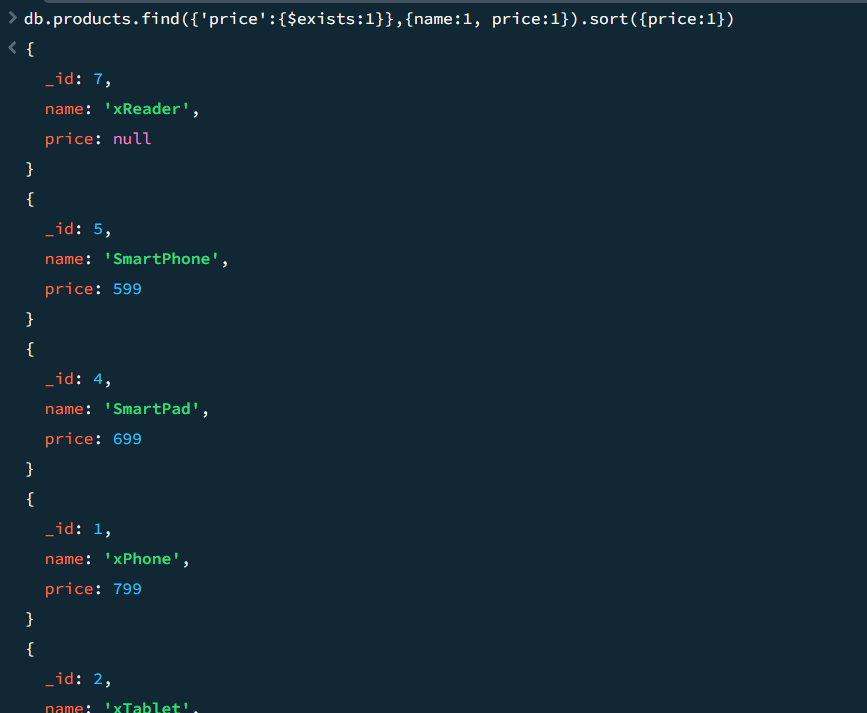 db.products.find({'price':{$exists:1}},{name:1, price:1}).sort({price:1})
{
_id: 7,
name: 'xReader',
price: null
}
{
_id: 5,
name: 'SmartPhone',
price: 599
}
{
_id: 4,
name: 'SmartPad',
price: 699
}
{
_id: 1,
name: 'xPhone',
price: 799
}
{
_id: 2,
name: 'xTablet',